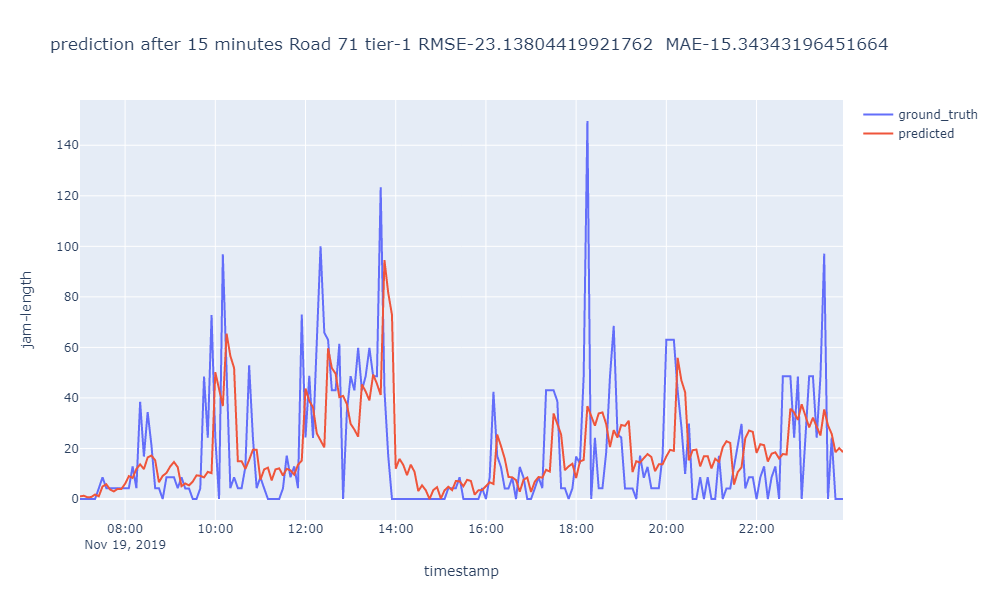 prediction after 15 minutes Road 71 tier-1 RMSE-23.13804419921762  MAE-15.34343196451664
ground_truth
predicted
jam-length
140
120
100
80
60
40
20
0
08:00 10:00 12:00 14:00 16:00 18:00 20:00 22:00
Nov 19, 2019
timestamp